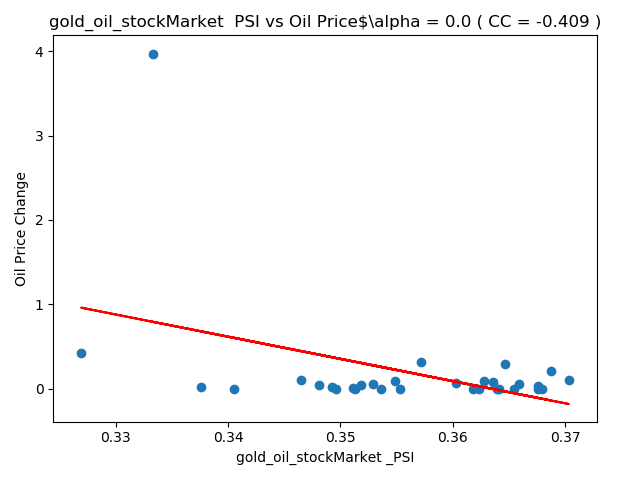 gold_oil_stockMarket  PSI vs Oil Price$\alpha = 0.0 ( CC = -0.409 )
4
3
2
1
0
Oil Price Change
0.33 0.34 0.35 0.36 0.37
gold_oil_stockMarket _PSI